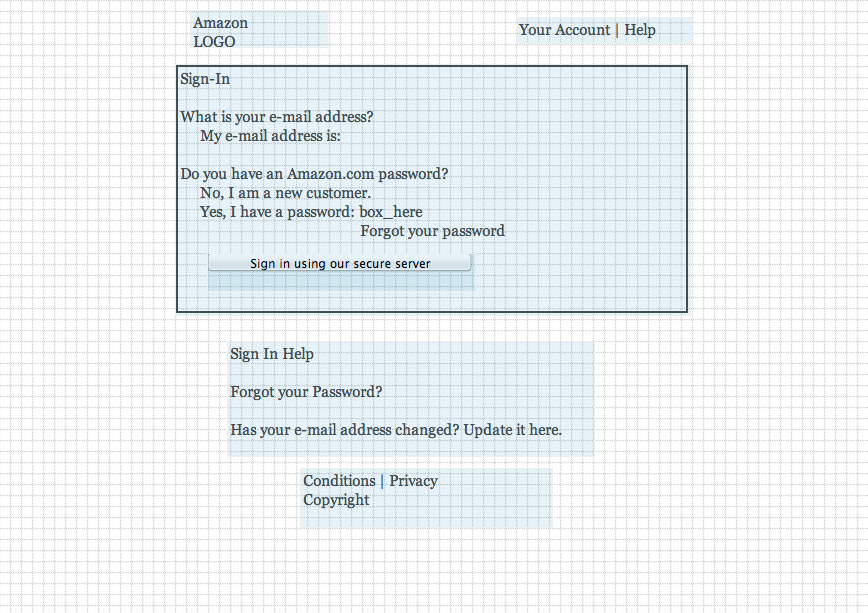 Amazon
LOGO
Your Account | Help
Sign-In
What is your e-mail address?
My e-mail address is:
Do you have an Amazon.com password?
No, I am a new customer.
Yes, I have a password: box_here
Forgot your password
Sign in using our secure server
Sign In Help
Forgot your Password?
Has your e-mail address changed? Update it here.
Conditions | Privacy
Copyright